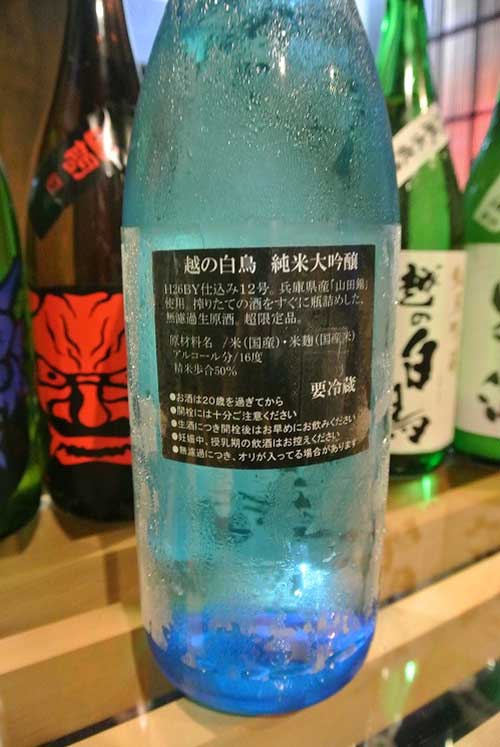 越の白鳥 純米大吟醸
H26BY仕込み12号。兵庫県産「山田錦」
使用。搾りたての酒をすぐに瓶詰めした、
無濾過生原酒。超限定品。
原材料名 /米(国産)・米麹(国産米)
アルコール分/16度
精米歩合50%
要冷蔵
●お酒は20歳を過ぎてから
●開栓には十分ご注意ください
●生酒につき開栓後はお早めにお飲みください
●妊娠中、授乳期の飲酒はお控えください
●無濾過につき、オリが入ってる場合があります
越の白鳥